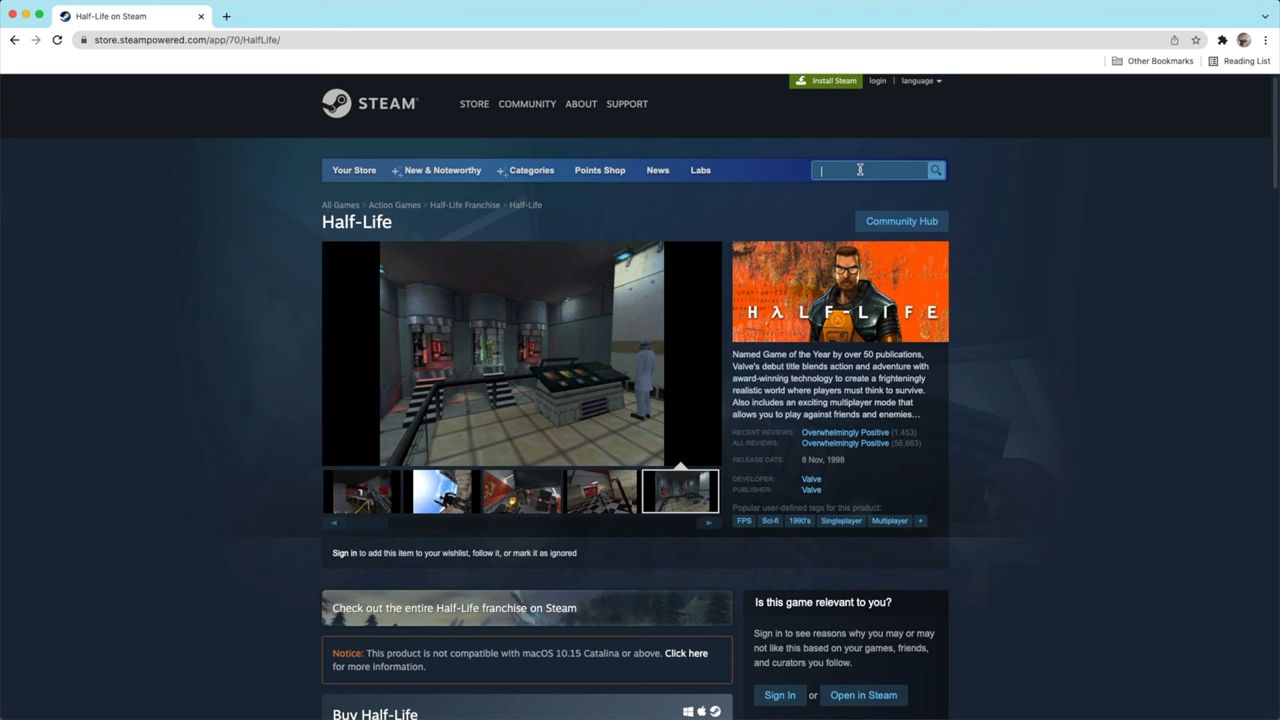 Half-Life on Steam
store.steampowered.com/app/70/HalfLife/
Other Bookmarks
Reading List
Install Steam
login | language
STEAM®
STORE COMMUNITY ABOUT SUPPORT
Your Store
New & Noteworthy
Categories
Points Shop
News
Labs
All Games > Action Games > Half-Life Franchise > Half-Life
Half-Life
Community Hub
HλLF-LIFE
Named Game of the Year by over 50 publications,
Valve's debut title blends action and adventure with
award-winning technology to create a frighteningly
realistic world where players must think to survive.
Also includes an exciting multiplayer mode that
allows you to play against friends and enemies...
RECENT REVIEWS: Overwhelmingly Positive (1,453)
ALL REVIEWS: Overwhelmingly Positive (56,663)
RELEASE DATE: 8 Nov, 1998
DEVELOPER: Valve
PUBLISHER: Valve
Popular user-defined tags for this product:
FPS Sci-fi 1990's Singleplayer Multiplayer +
Sign in to add this item to your wishlist, follow it, or mark it as ignored
Check out the entire Half-Life franchise on Steam
Notice: This product is not compatible with macOS 10.15 Catalina or above. Click here
for more information.
Buy Half-Life
Is this game relevant to you?
Sign in to see reasons why you may or may
not like this based on your games, friends,
and curators you follow.
Sign In or Open in Steam